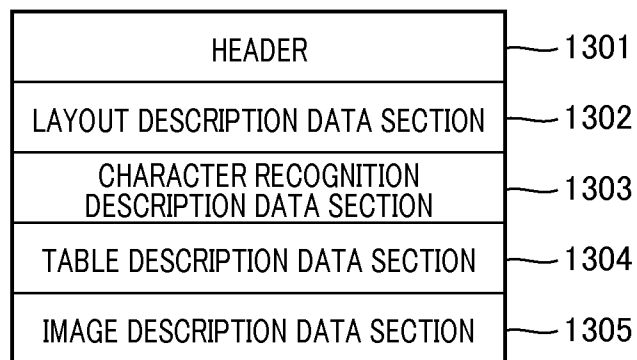 HEADER 1301
LAYOUT DESCRIPTION DATA SECTION 1302
CHARACTER RECOGNITION
DESCRIPTION DATA SECTION 1303
TABLE DESCRIPTION DATA SECTION 1304
IMAGE DESCRIPTION DATA SECTION 1305